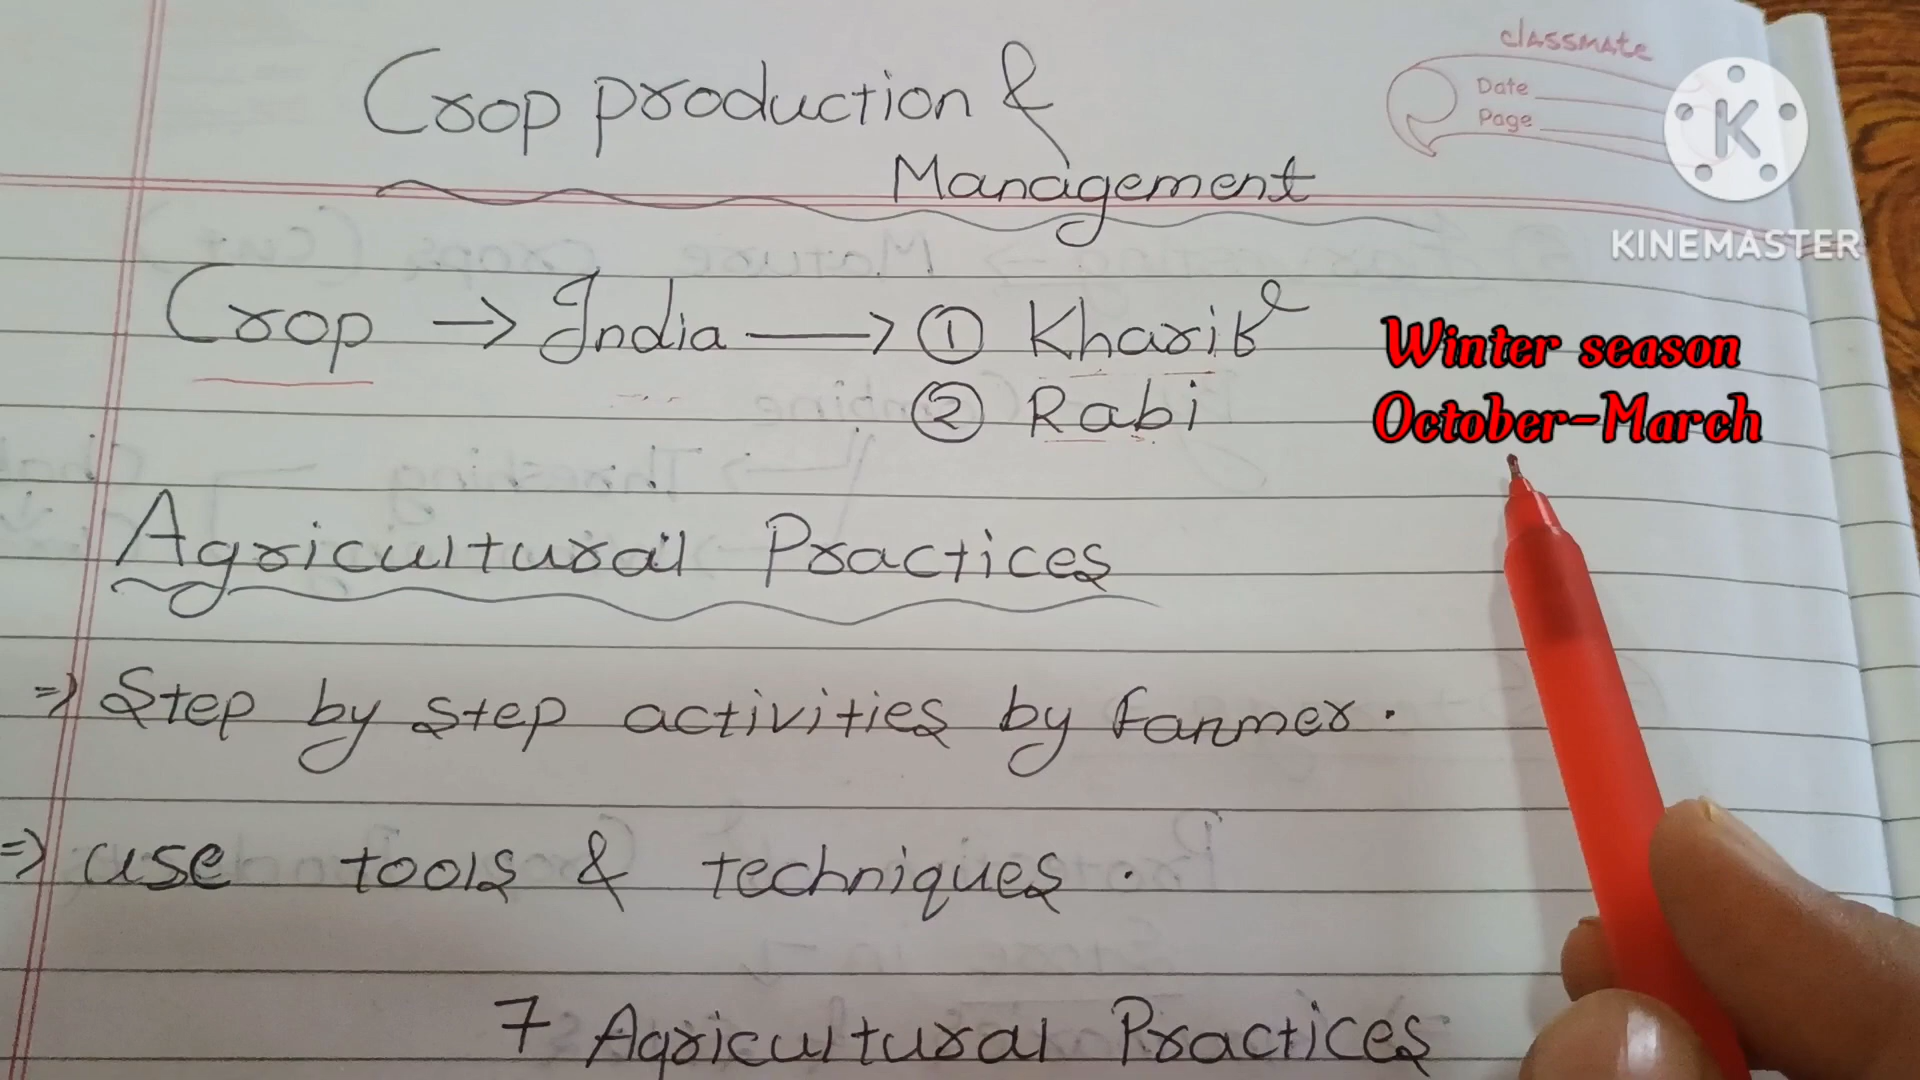 classmate
Date
Page
K
KINEMASTER
Crop production &
Management
Crop → India → ① Kharif
② Rabi
Winter season
October-March
Agricultural Practices
⇒ Step by step activities by Farmer.
⇒ use tools & techniques.
7 Agricultural Practices